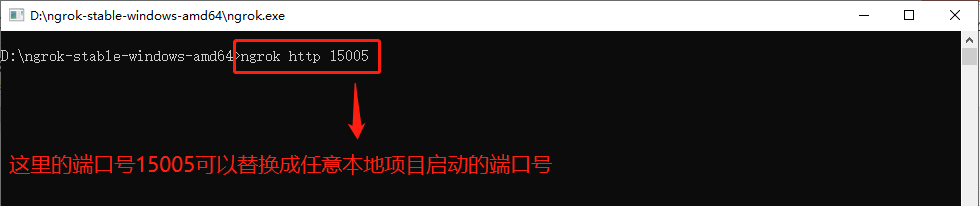 D:\ngrok-stable-windows-amd64\ngrok.exe
D:\ngrok-stable-windows-amd64>ngrok http 15005
这里的端口号15005可以替换成任意本地项目启动的端口号